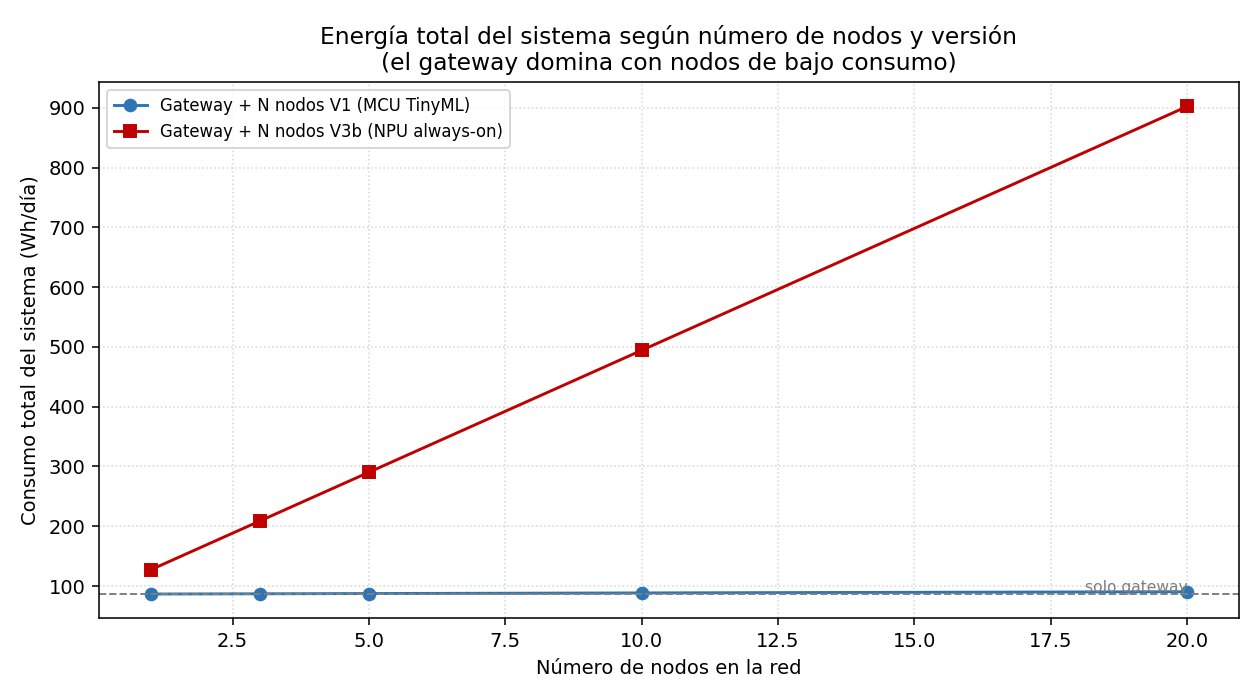 Energía total del sistema según número de nodos y versión
(el gateway domina con nodos de bajo consumo)
Gateway + N nodos V1 (MCU TinyML)
Gateway + N nodos V3b (NPU always-on)
Consumo total del sistema (Wh/día)
900
800
700
600
500
400
300
200
100
solo gateway
2.5
5.0
7.5
10.0
12.5
15.0
17.5
20.0
Número de nodos en la red